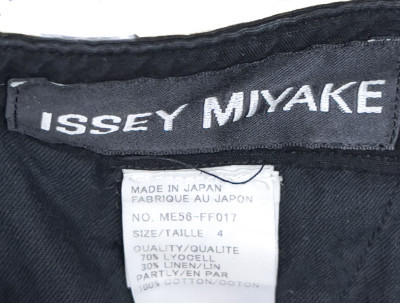 ISSEY MIYAKE
MADE IN JAPAN
FABRIQUE AU JAPON
NO. ME56-FF017
SIZE/TAILLE 4
QUALITY/QUALITE
70% LYOCELL
30% LINEN/LIN
PARTLY/EN PAR
100% COTTON/COTON